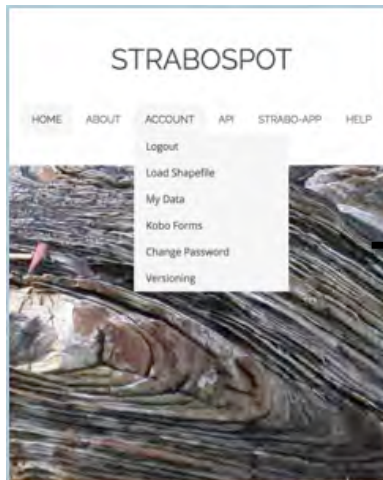 STRABOSPOT
HOME ABOUT ACCOUNT API STRABO-APP HELP
Logout
Load Shapefile
My Data
Kobo Forms
Change Password
Versioning